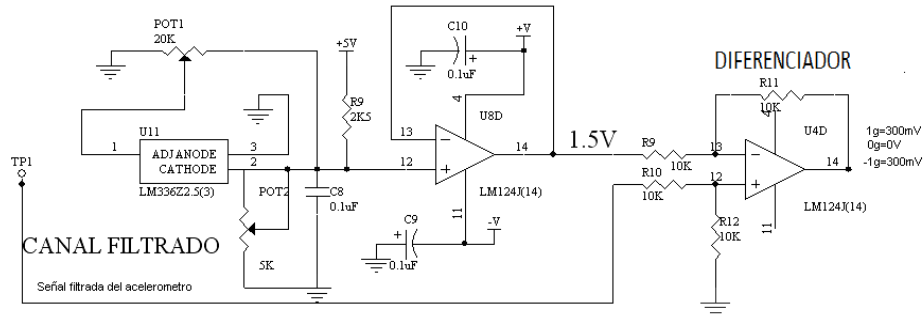 POT1
20K
U11
1
ADJANODE
CATHODE
3
2
LM336Z2.5(3)
TP1
POT2
5K
CANAL FILTRADO
Señal filtrada del acelerometro
+5V
R9
2K5
C8
0.1uF
C10
+
0.1uF
+V
4
U8D
13
12
14
11
LM124J(14)
-V
C9
+
0.1uF
1.5V
DIFERENCIADOR
R9
10K
R10
10K
R11
10K
R12
10K
4
U4D
13
12
14
11
LM124J(14)
1g=300mV
0g=0V
-1g=300mV